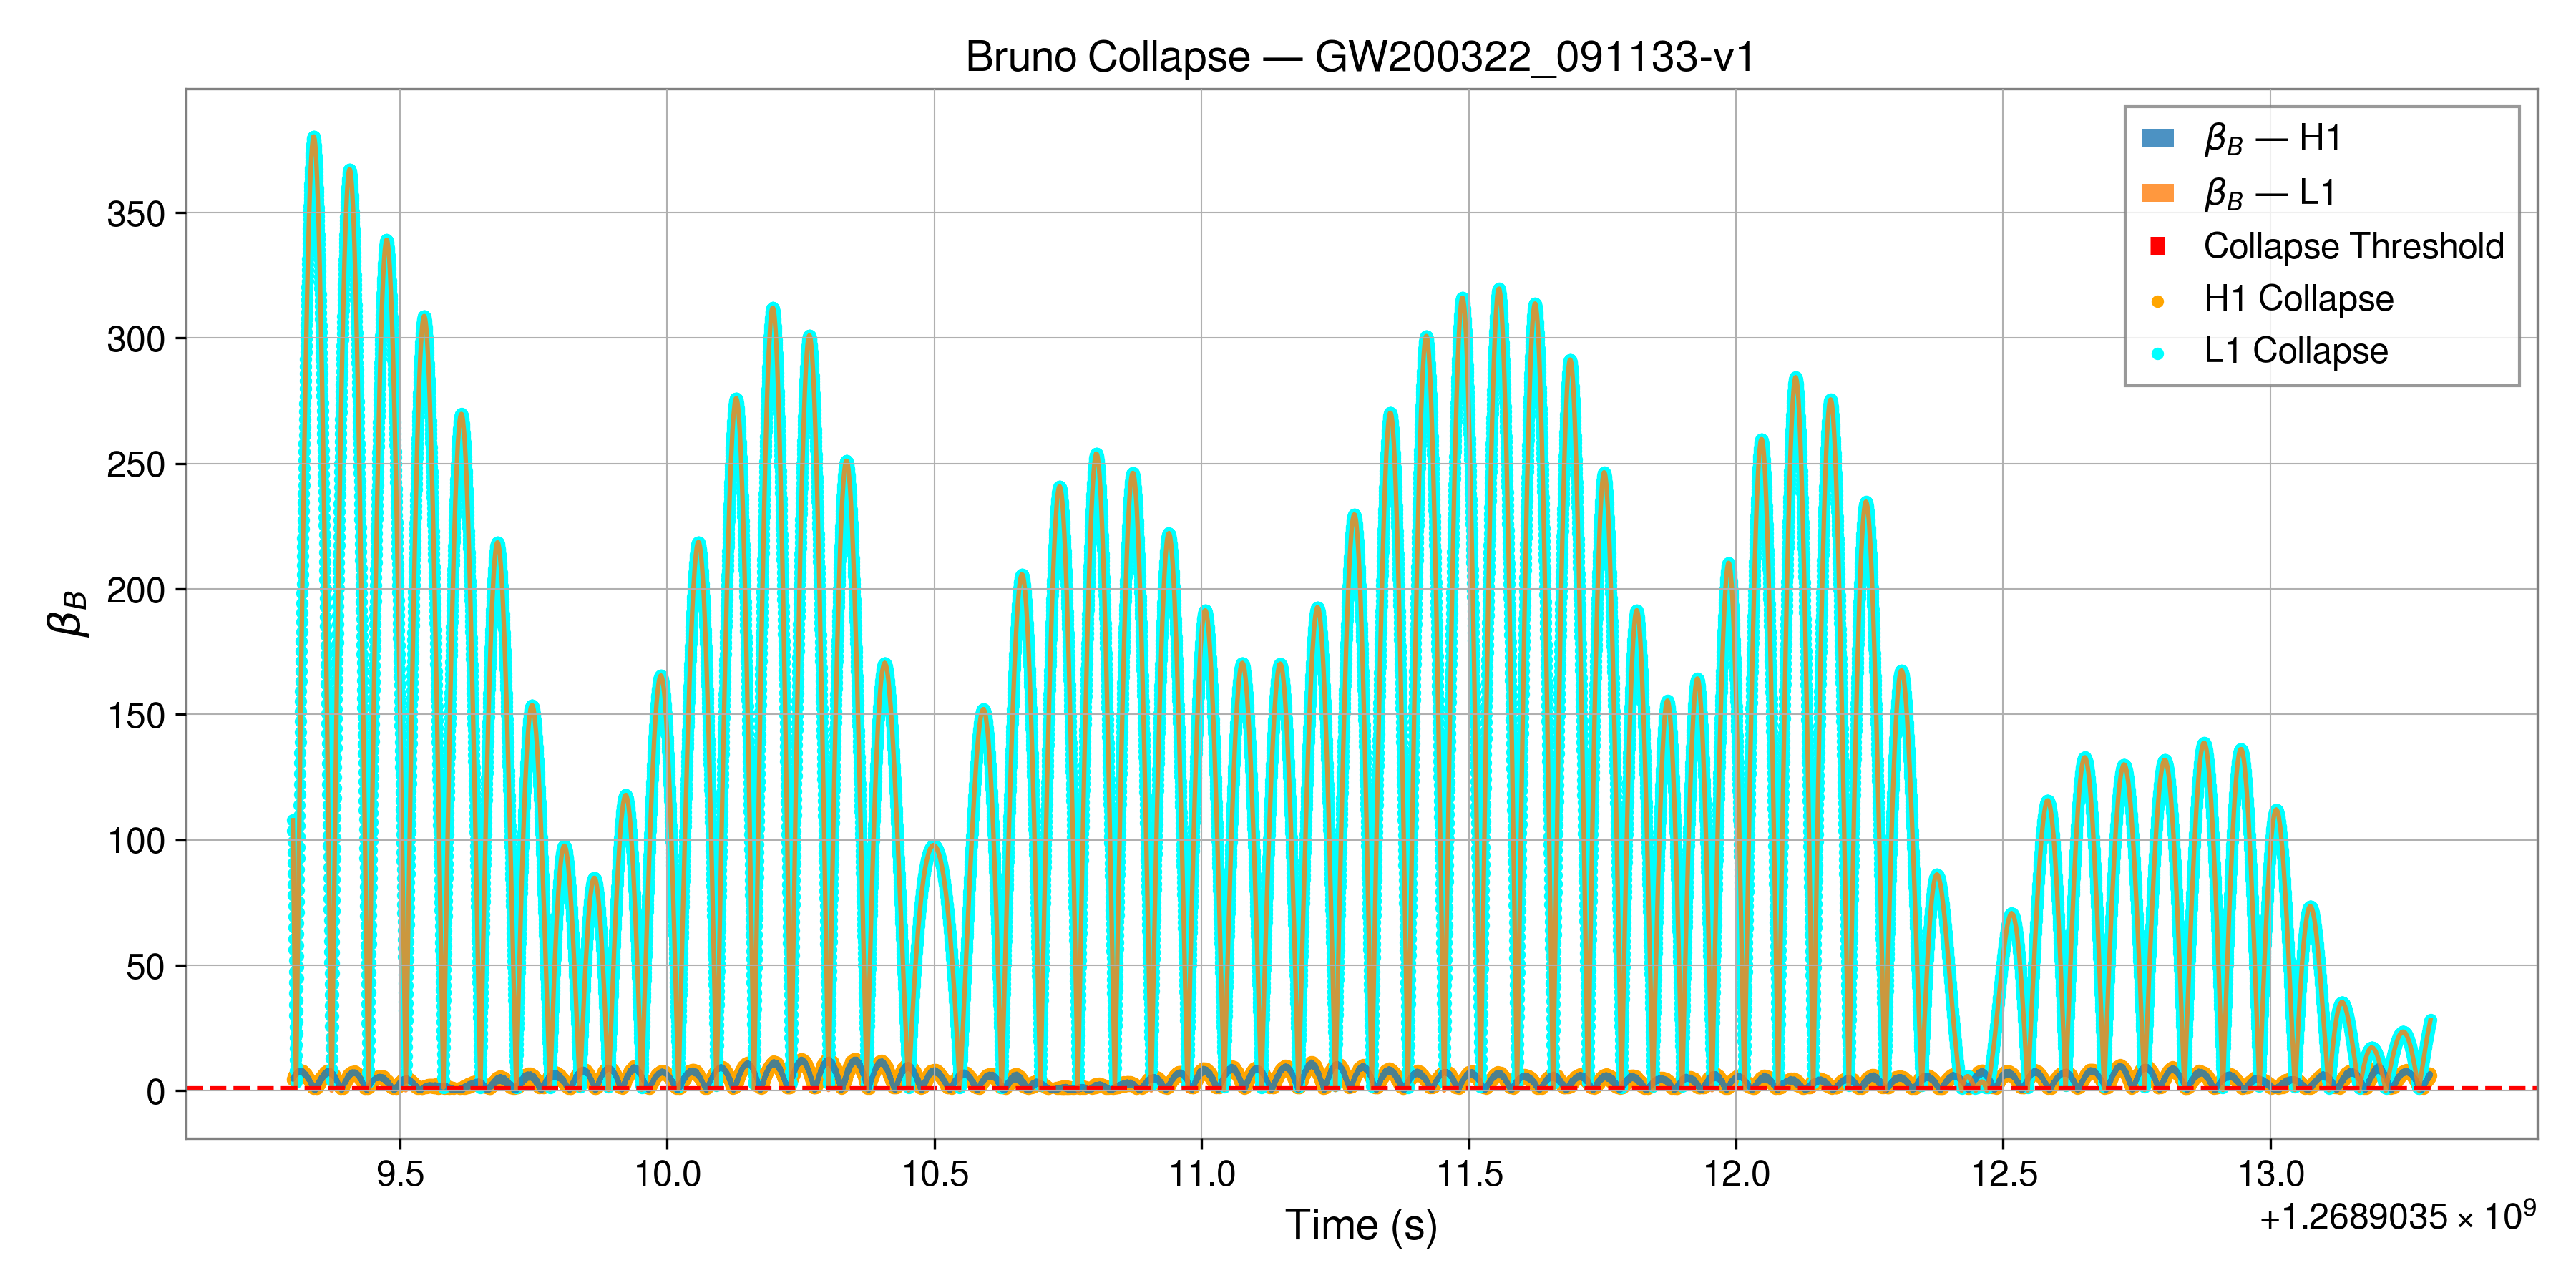 Bruno Collapse — GW200322_091133-v1
β_B — H1
β_B — L1
Collapse Threshold
H1 Collapse
L1 Collapse
β_B
350
300
250
200
150
100
50
0
9.5 10.0 10.5 11.0 11.5 12.0 12.5 13.0
+1.2689035 × 10⁹
Time (s)